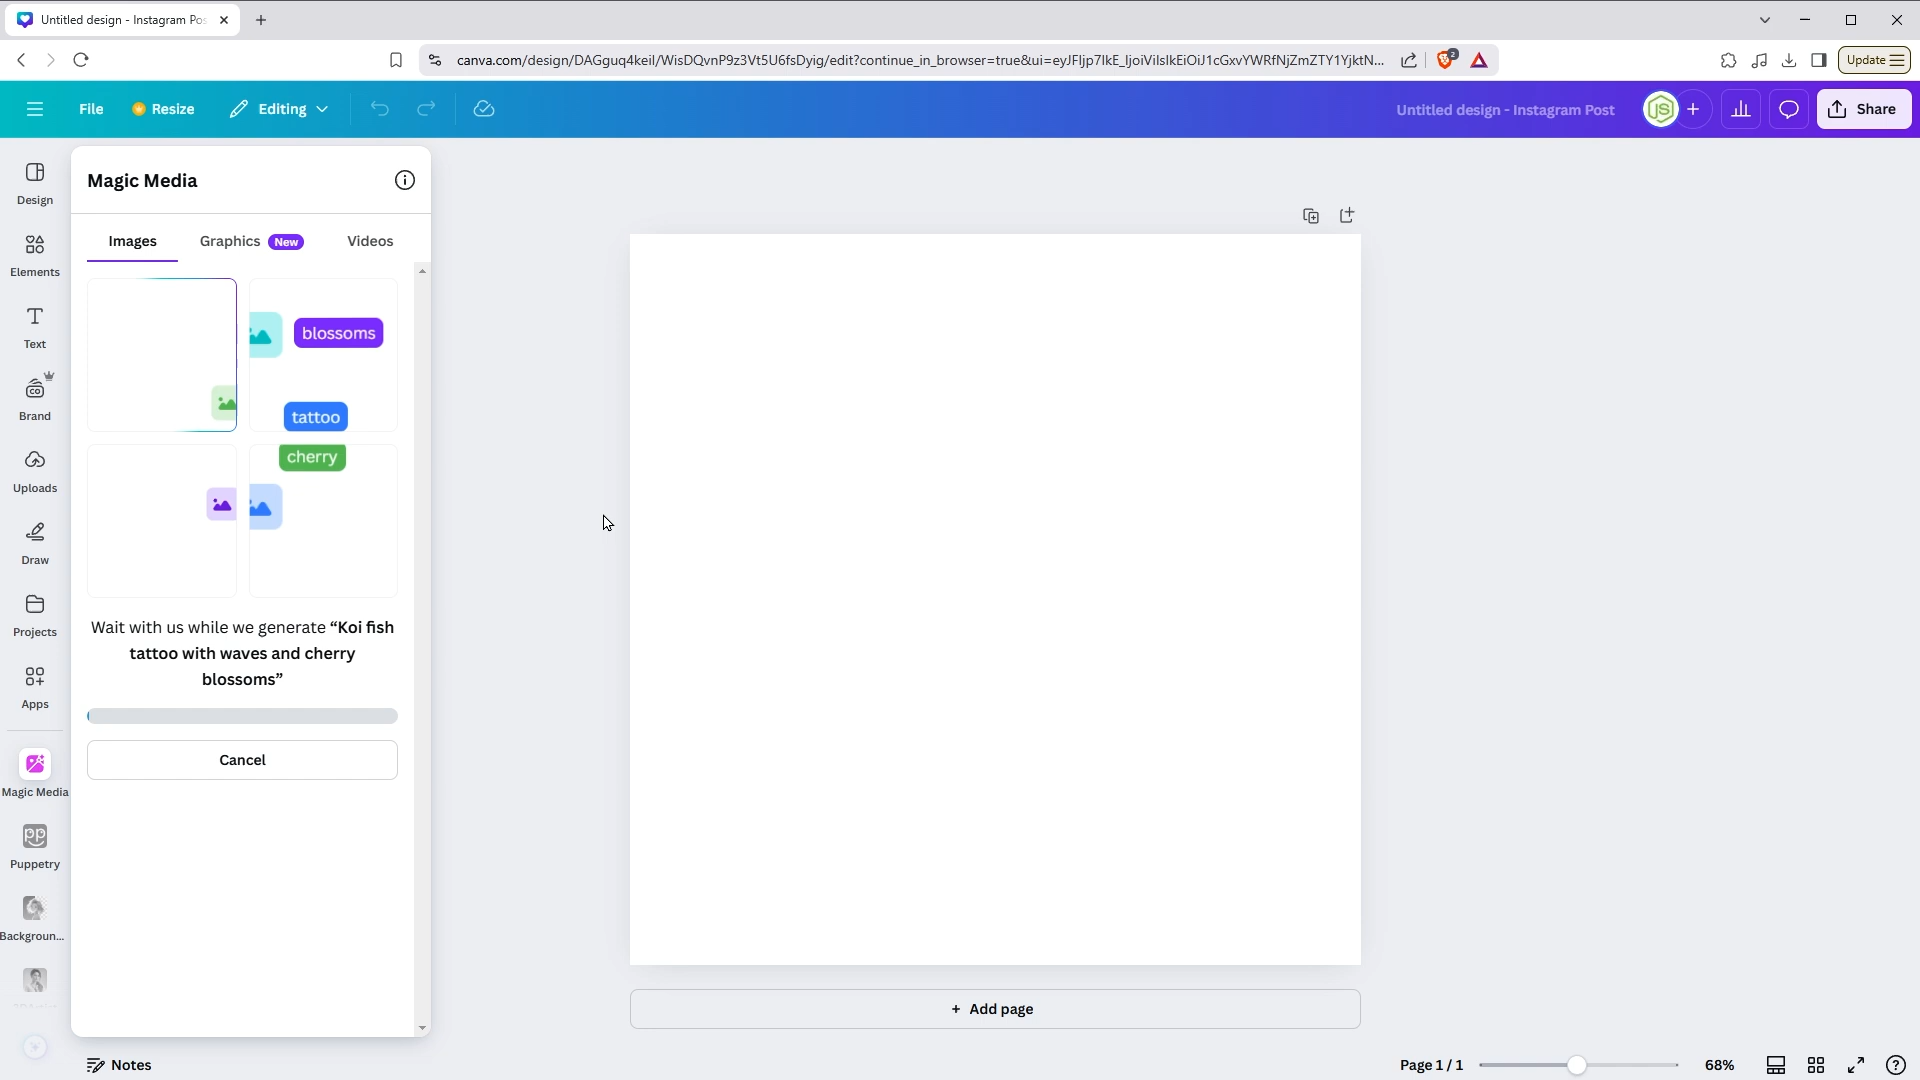 Untitled design - Instagram Pos
canva.com/design/DAGguq4keil/WisDQvnP9z3Vt5U6fsDyig/edit?continue_in_browser=true&ui=eyJFIjp7IkE_IjoiVilsIkEiOiJ1cGxvYWRfNjZmZTY1YjktN...
2
Update
File
Resize
Editing
Untitled design - Instagram Post
JS
Share
Design
Elements
Text
Brand
Uploads
Draw
Projects
Apps
Magic Media
Puppetry
Backgroun...
Magic Media
Images
Graphics New
Videos
blossoms
tattoo
cherry
Wait with us while we generate “Koi fish
tattoo with waves and cherry
blossoms”
Cancel
+ Add page
Notes
Page 1 / 1
68%